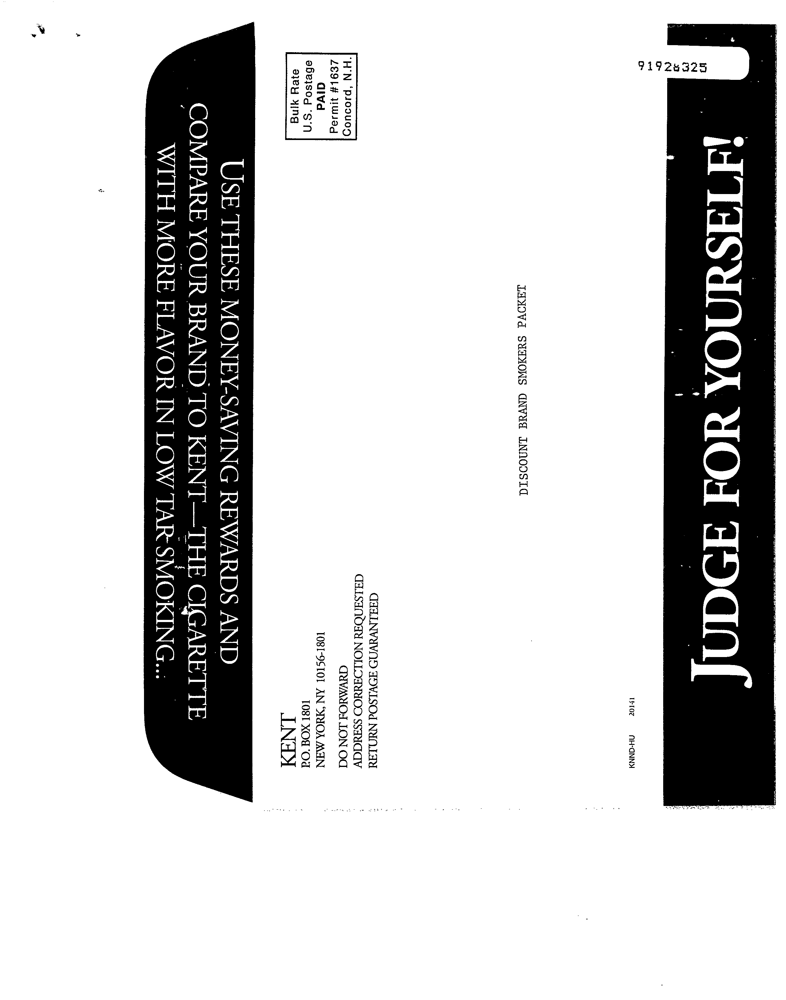 USE THESE MONEY-SAVING REWARDS AND
COMPARE YOUR BRAND TO KENT—THE CIGARETTE
WITH MORE FLAVOR IN LOW TAR SMOKING...
Bulk Rate
U.S. Postage
PAID
Permit #1637
Concord, N.H.
KENT
P.O. BOX 1801
NEW YORK, NY 10156-1801
DO NOT FORWARD
ADDRESS CORRECTION REQUESTED
RETURN POSTAGE GUARANTEED
DISCOUNT BRAND SMOKERS PACKET
KNND-HU 20141
JUDGE FOR YOURSELF!
91928325